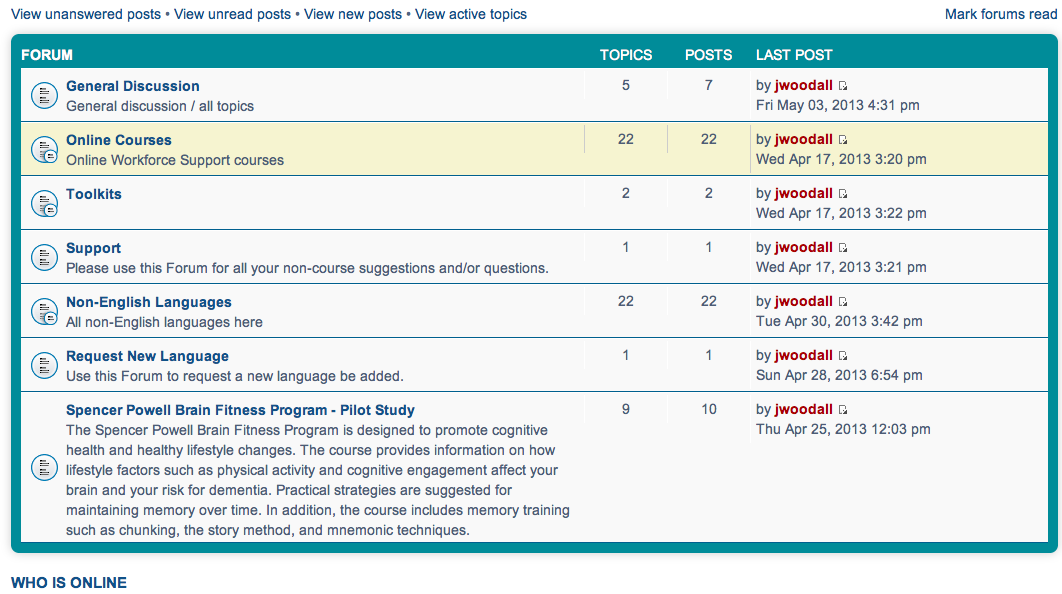 View unanswered posts • View unread posts • View new posts • View active topics Mark forums read
FORUM TOPICS POSTS LAST POST
General Discussion 5 7 by jwoodall
General discussion / all topics Fri May 03, 2013 4:31 pm
Online Courses 22 22 by jwoodall
Online Workforce Support courses Wed Apr 17, 2013 3:20 pm
Toolkits 2 2 by jwoodall
Wed Apr 17, 2013 3:22 pm
Support 1 1 by jwoodall
Please use this Forum for all your non-course suggestions and/or questions. Wed Apr 17, 2013 3:21 pm
Non-English Languages 22 22 by jwoodall
All non-English languages here Tue Apr 30, 2013 3:42 pm
Request New Language 1 1 by jwoodall
Use this Forum to request a new language be added. Sun Apr 28, 2013 6:54 pm
Spencer Powell Brain Fitness Program - Pilot Study 9 10 by jwoodall
The Spencer Powell Brain Fitness Program is designed to promote cognitive Thu Apr 25, 2013 12:03 pm
health and healthy lifestyle changes. The course provides information on how
lifestyle factors such as physical activity and cognitive engagement affect your
brain and your risk for dementia. Practical strategies are suggested for
maintaining memory over time. In addition, the course includes memory training
such as chunking, the story method, and mnemonic techniques.
WHO IS ONLINE